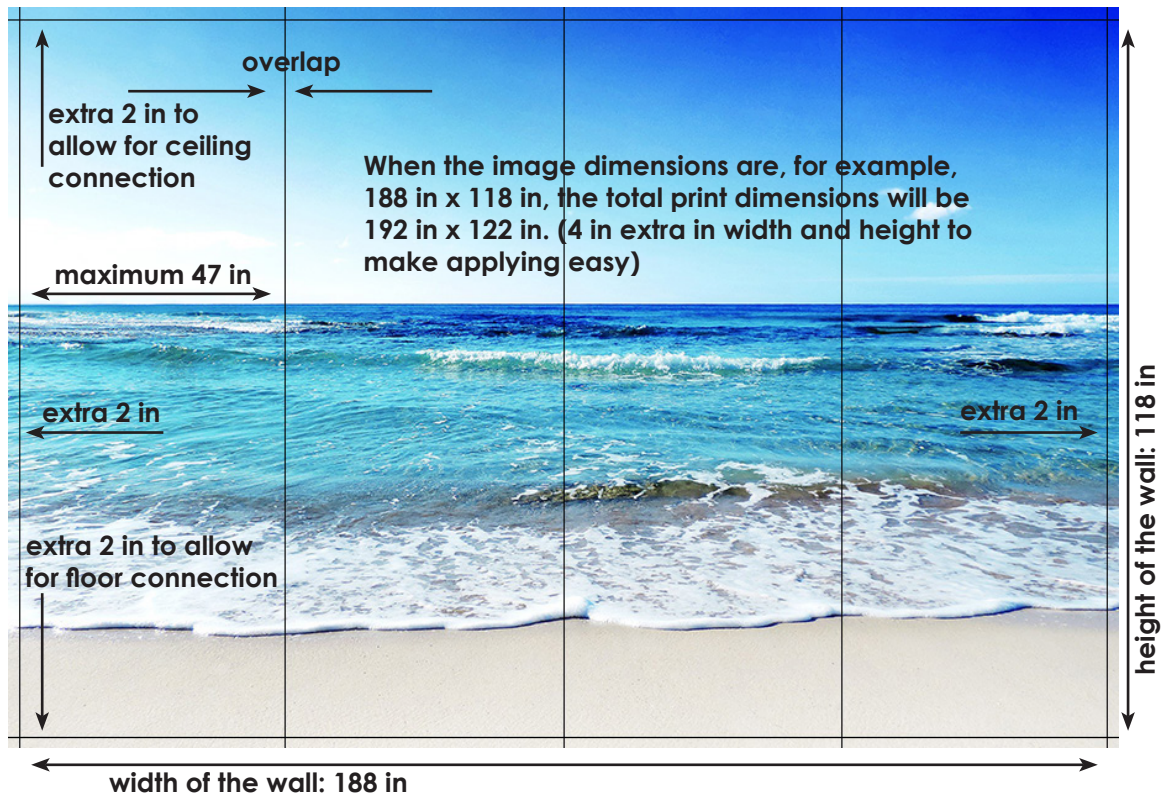 overlap
extra 2 in to
allow for ceiling
connection
When the image dimensions are, for example,
188 in x 118 in, the total print dimensions will be
192 in x 122 in. (4 in extra in width and height to
make applying easy)
maximum 47 in
extra 2 in
extra 2 in
extra 2 in to allow
for floor connection
height of the wall: 118 in
width of the wall: 188 in